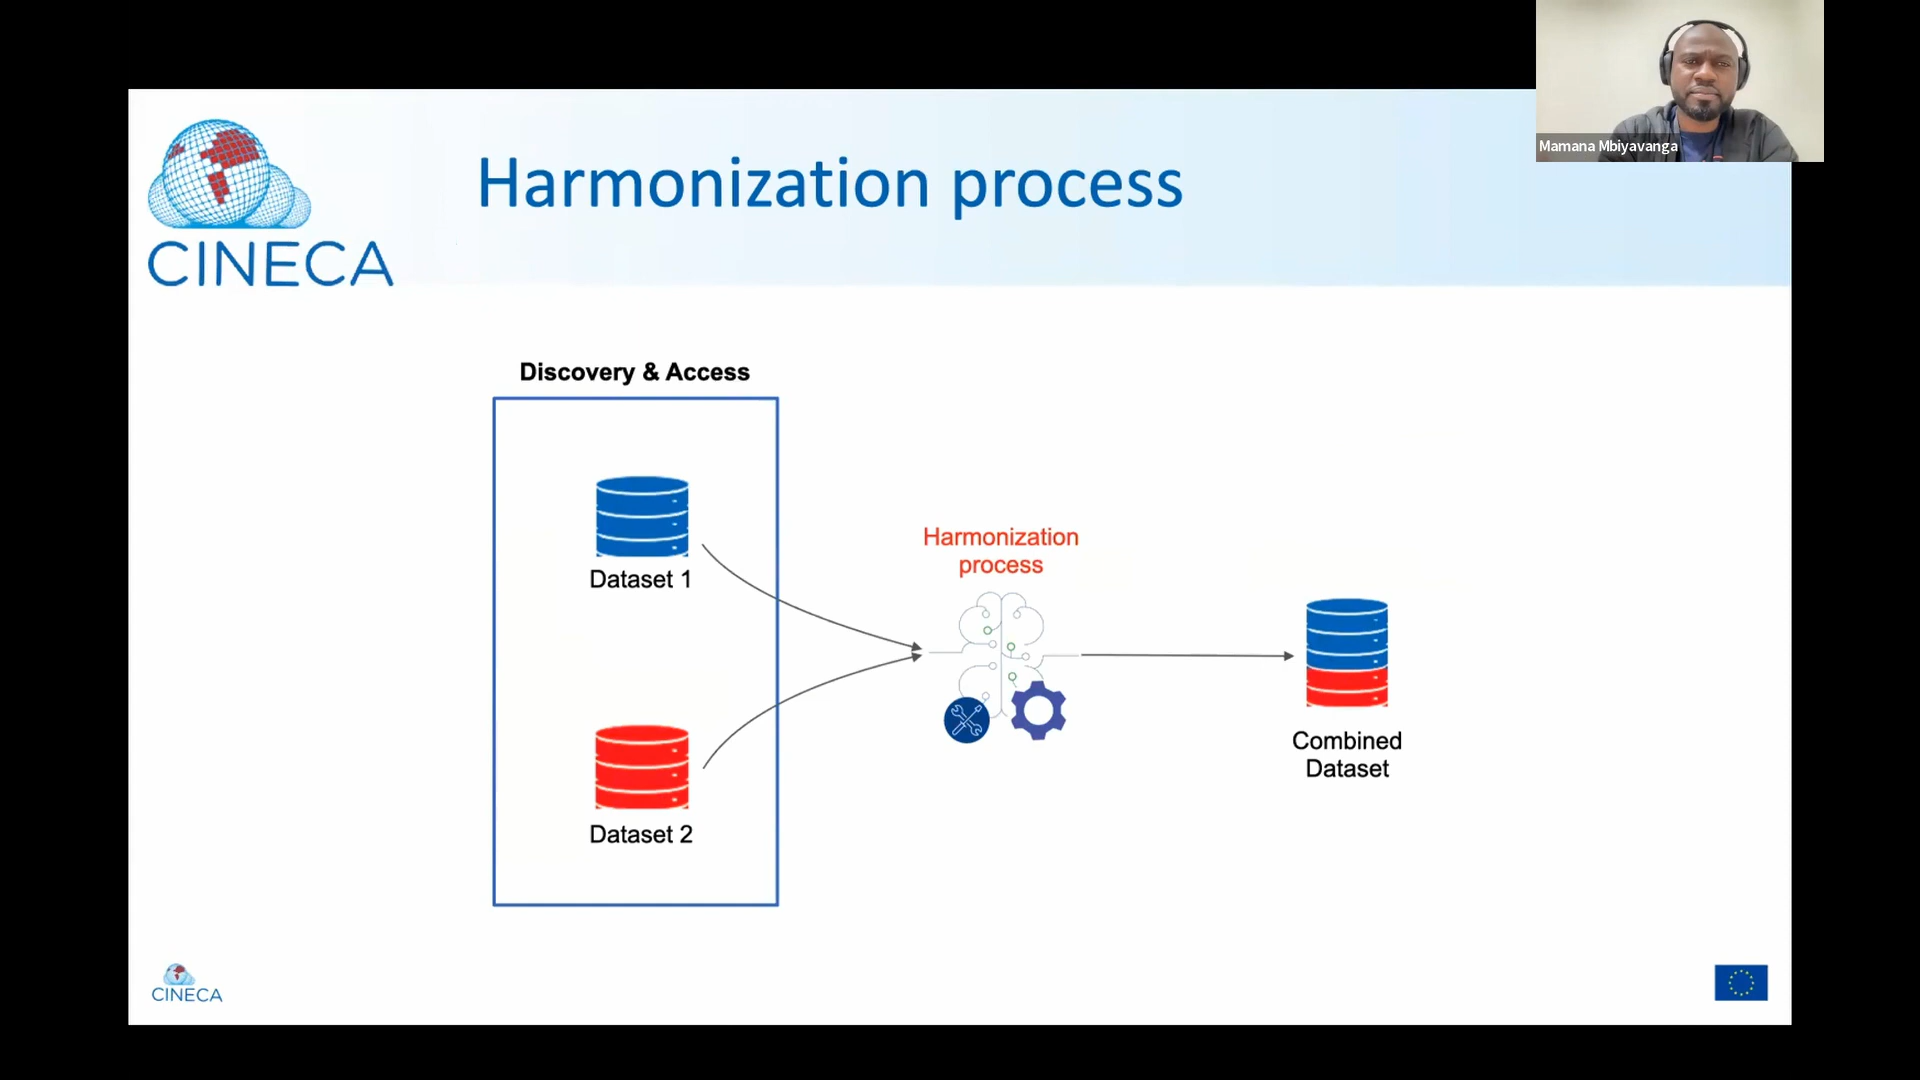 Mamana Mbiyavanga
Harmonization process
CINECA
Discovery & Access
Dataset 1
Harmonization
process
Dataset 2
Combined
Dataset
CINECA